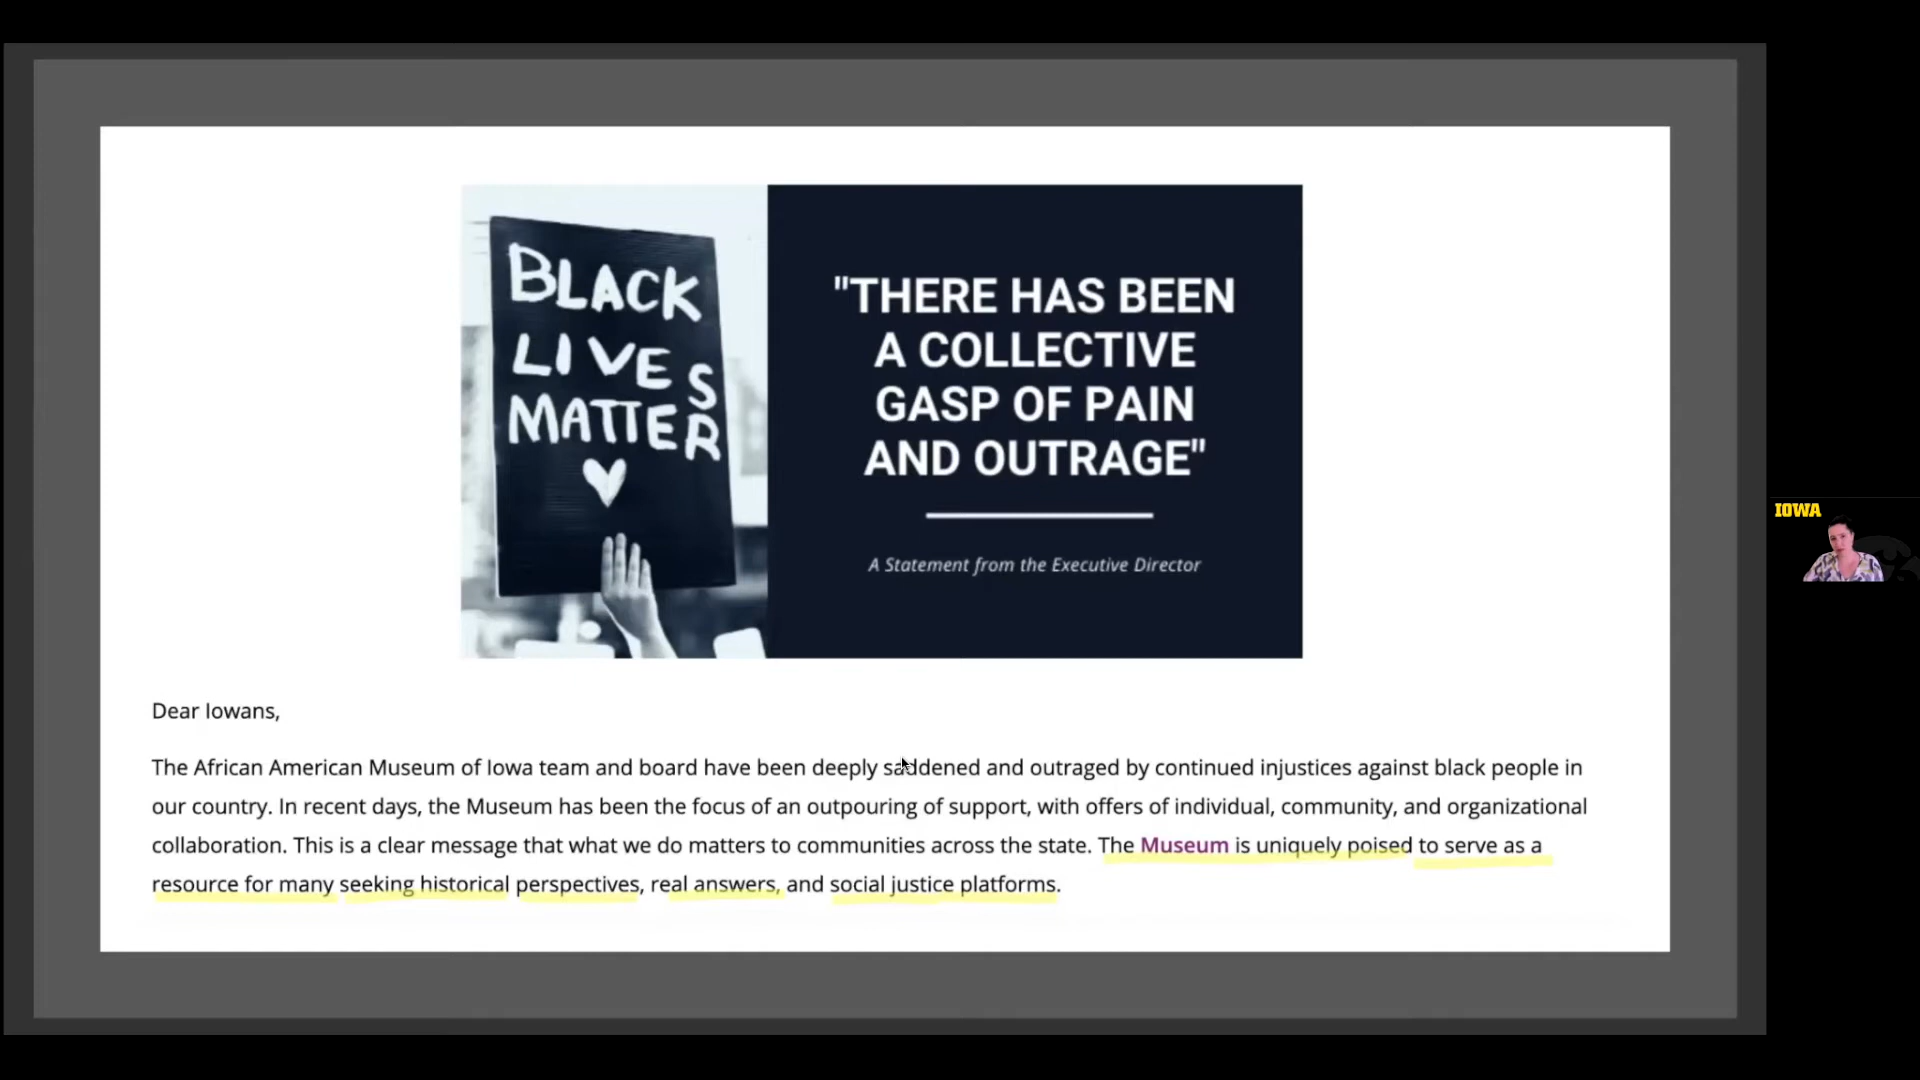 BLACK
LIVES
MATTER
"THERE HAS BEEN
A COLLECTIVE
GASP OF PAIN
AND OUTRAGE"
A Statement from the Executive Director
IOWA
Dear Iowans,
The African American Museum of Iowa team and board have been deeply saddened and outraged by continued injustices against black people in
our country. In recent days, the Museum has been the focus of an outpouring of support, with offers of individual, community, and organizational
collaboration. This is a clear message that what we do matters to communities across the state. The Museum is uniquely poised to serve as a
resource for many seeking historical perspectives, real answers, and social justice platforms.